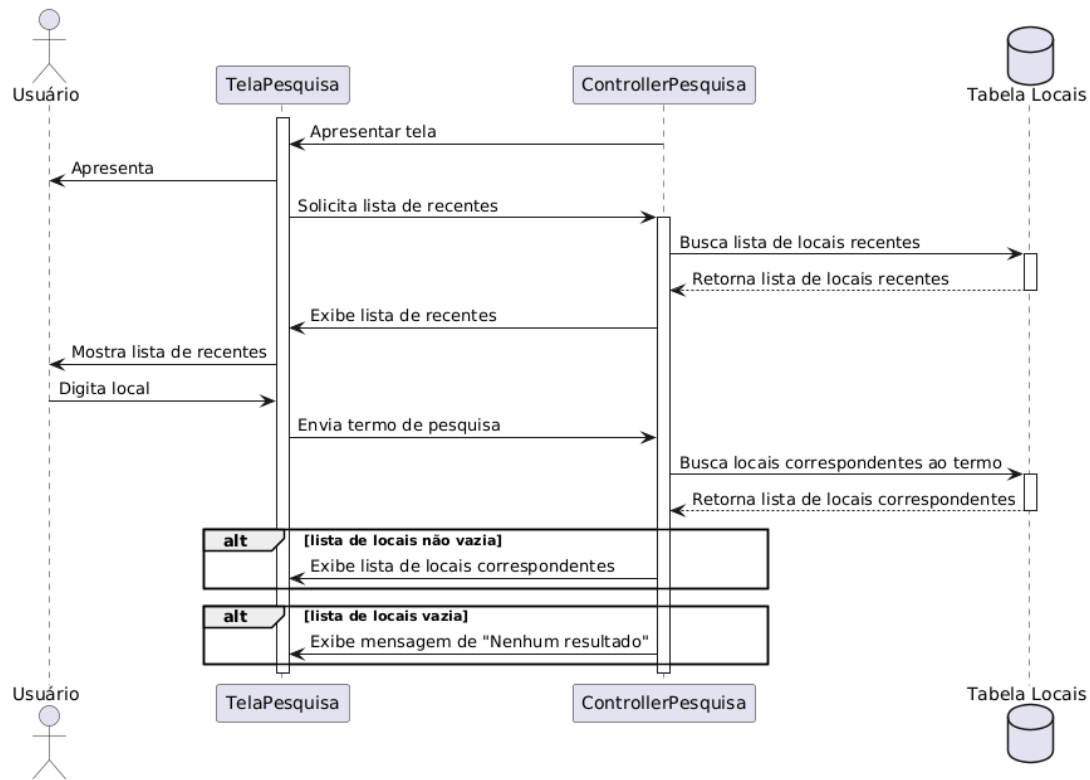 Usuário
TelaPesquisa
ControllerPesquisa
Tabela Locais
Apresentar tela
Apresenta
Solicita lista de recentes
Busca lista de locais recentes
Retorna lista de locais recentes
Exibe lista de recentes
Mostra lista de recentes
Digita local
Envia termo de pesquisa
Busca locais correspondentes ao termo
Retorna lista de locais correspondentes
alt [lista de locais não vazia]
Exibe lista de locais correspondentes
alt [lista de locais vazia]
Exibe mensagem de "Nenhum resultado"
Usuário
TelaPesquisa
ControllerPesquisa
Tabela Locais